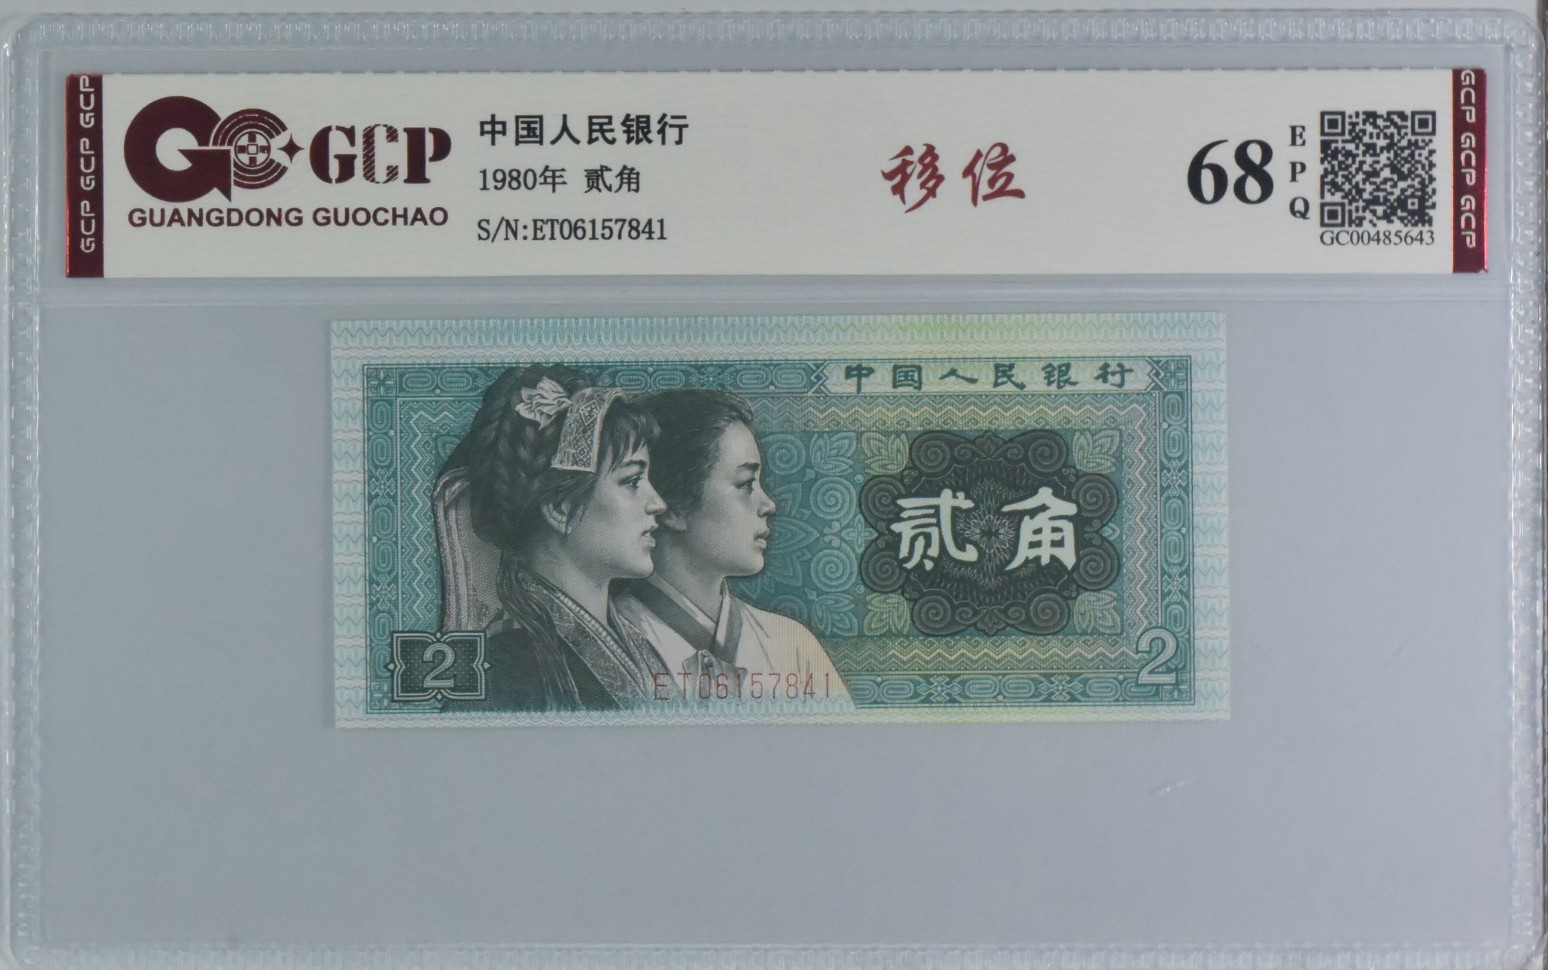 GCP GCP GCP
GCP
GUANGDONG GUOCHAO
中国人民银行
1980年 贰角
S/N:ET06157841
移位
68
EPQ
GC00485643
GCP GCP GCP
中国人民银行
贰角
2
2
ET06157841